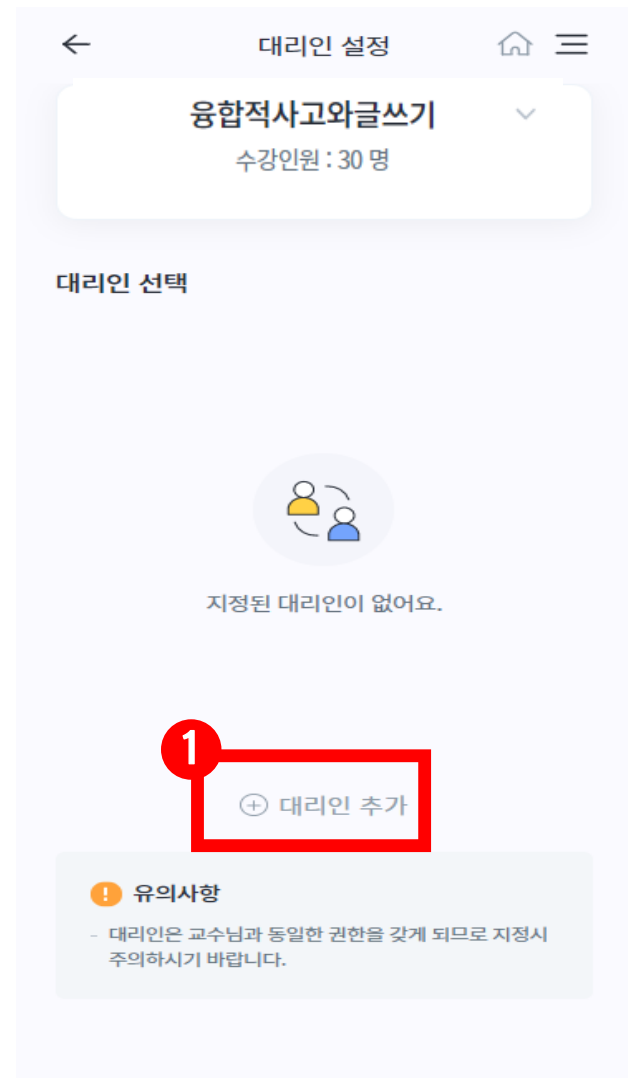 대리인 설정
융합적사고와글쓰기
수강인원 : 30 명
대리인 선택
지정된 대리인이 없어요.
1
대리인 추가
유의사항
- 대리인은 교수님과 동일한 권한을 갖게 되므로 지정시
주의하시기 바랍니다.